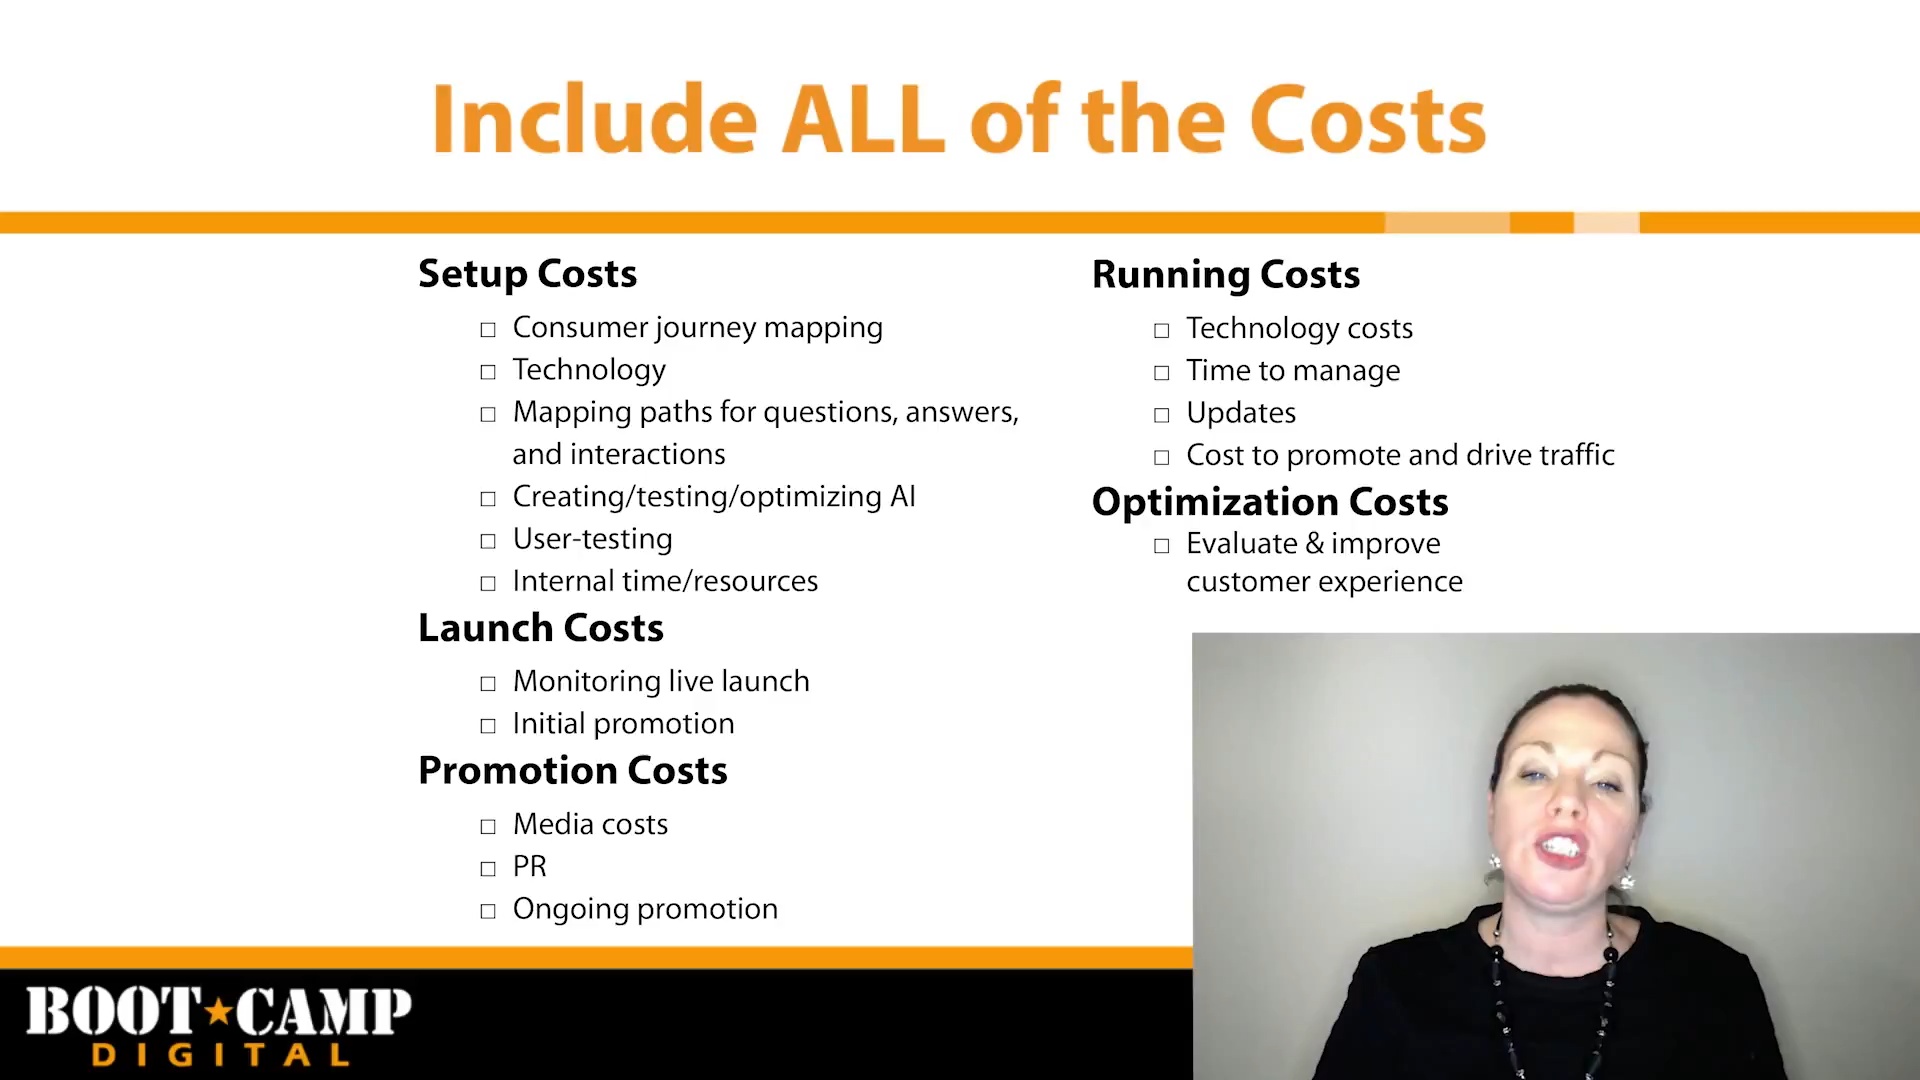 Include ALL of the Costs
Setup Costs
Consumer journey mapping
Technology
Mapping paths for questions, answers,
and interactions
Creating/testing/optimizing AI
User-testing
Internal time/resources
Launch Costs
Monitoring live launch
Initial promotion
Promotion Costs
Media costs
PR
Ongoing promotion
Running Costs
Technology costs
Time to manage
Updates
Cost to promote and drive traffic
Optimization Costs
Evaluate & improve
customer experience
BOOT★CAMP
DIGITAL